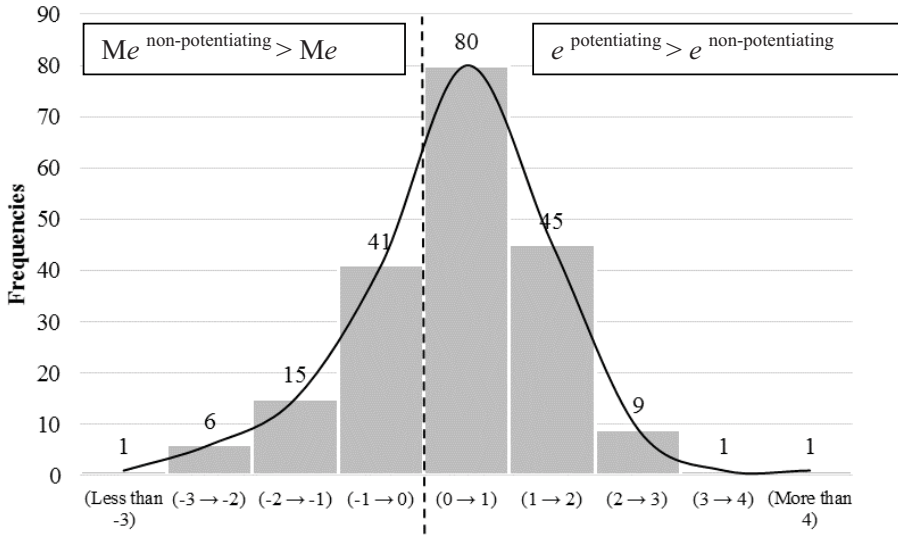 90
80
70
60
50
40
30
20
10
0
Frequencies
Me non-potentiating > Me
e potentiating > e non-potentiating
1
6
15
41
80
45
9
1
1
(Less than
-3)
(-3 → -2)
(-2 → -1)
(-1 → 0)
(0 → 1)
(1 → 2)
(2 → 3)
(3 → 4)
(More than
4)